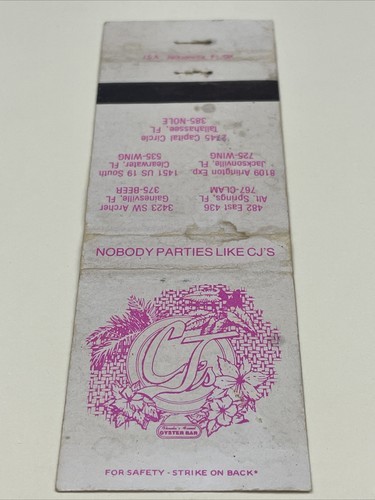 385-NOLE
Tallahassee, FL
2345 Capital Circle
535-WING
Clearwater, FL
1451 US 19 South
725-WING
Jacksonville, FL
8109 Arlington Exp
375-BEER
Gainesville, FL
3423 SW Archer
767-CLAM
Alt. Springs, FL
482 East 436
NOBODY PARTIES LIKE CJ'S
CJ's
OYSTER BAR
FOR SAFETY - STRIKE ON BACK